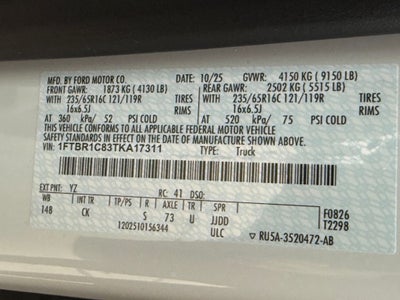 MFD. BY FORD MOTOR CO. 10/25 GVWR: 4150 KG ( 9150 LB)
FRONT GAWR: 1873 KG ( 4130 LB) REAR GAWR: 2502 KG ( 5515 LB)
235/65R16C 121/119R TIRES 235/65R16C 121/119R TIRES
16x6.5J RIMS 16x6.5J RIMS
AT 360 kPa/ 52 PSI COLD AT 520 kPa/ 75 PSI COLD
THIS VEHICLE CONFORMS TO ALL APPLICABLE FEDERAL MOTOR VEHICLE
SAFETY STANDARDS IN EFFECT ON THE DATE OF MANUFACTURE SHOWN ABOVE.
VIN: 1FTBR1C83TKA17311 TYPE: Truck
EXT PNT: YZ RC: 41 DSO:
WB INT TR TP/PS R AXLE TR SPR F0826
148 CK S 73 U JJDD T2298
1202510156344 ULC RU5A-3520472-AB